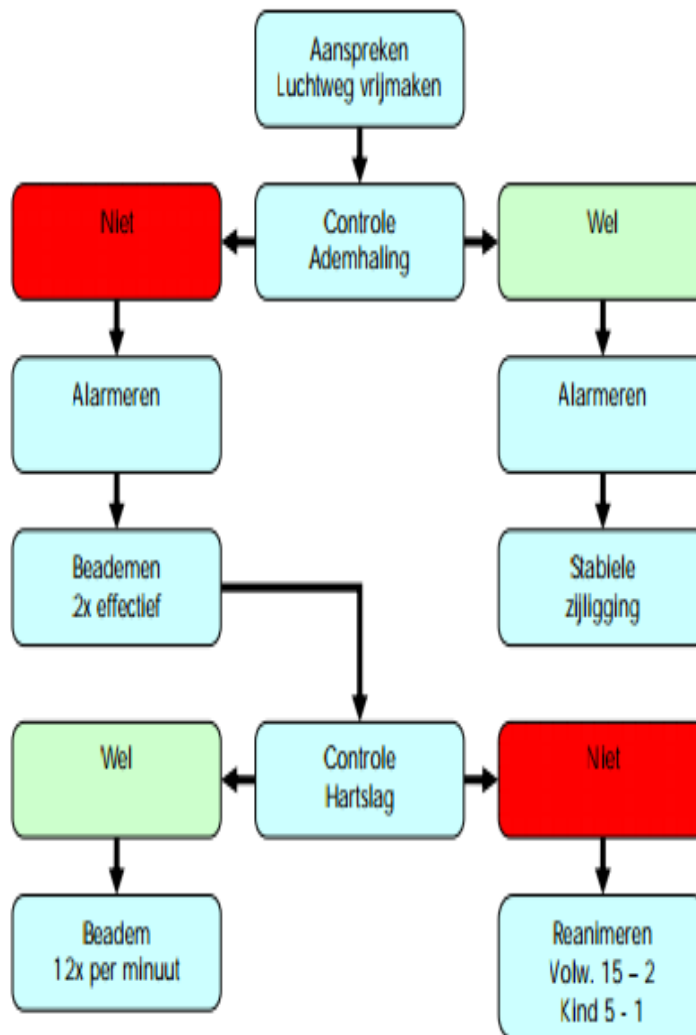 Aanspreken
Luchtweg vrijmaken
Niet
Controle
Ademhaling
Wel
Alarmeren
Alarmeren
Beademen
2x effectief
Stabiele
zijligging
Wel
Controle
Hartslag
Niet
Beadem
12x per minuut
Reanimeren
Volw. 15 – 2
Kind 5 - 1